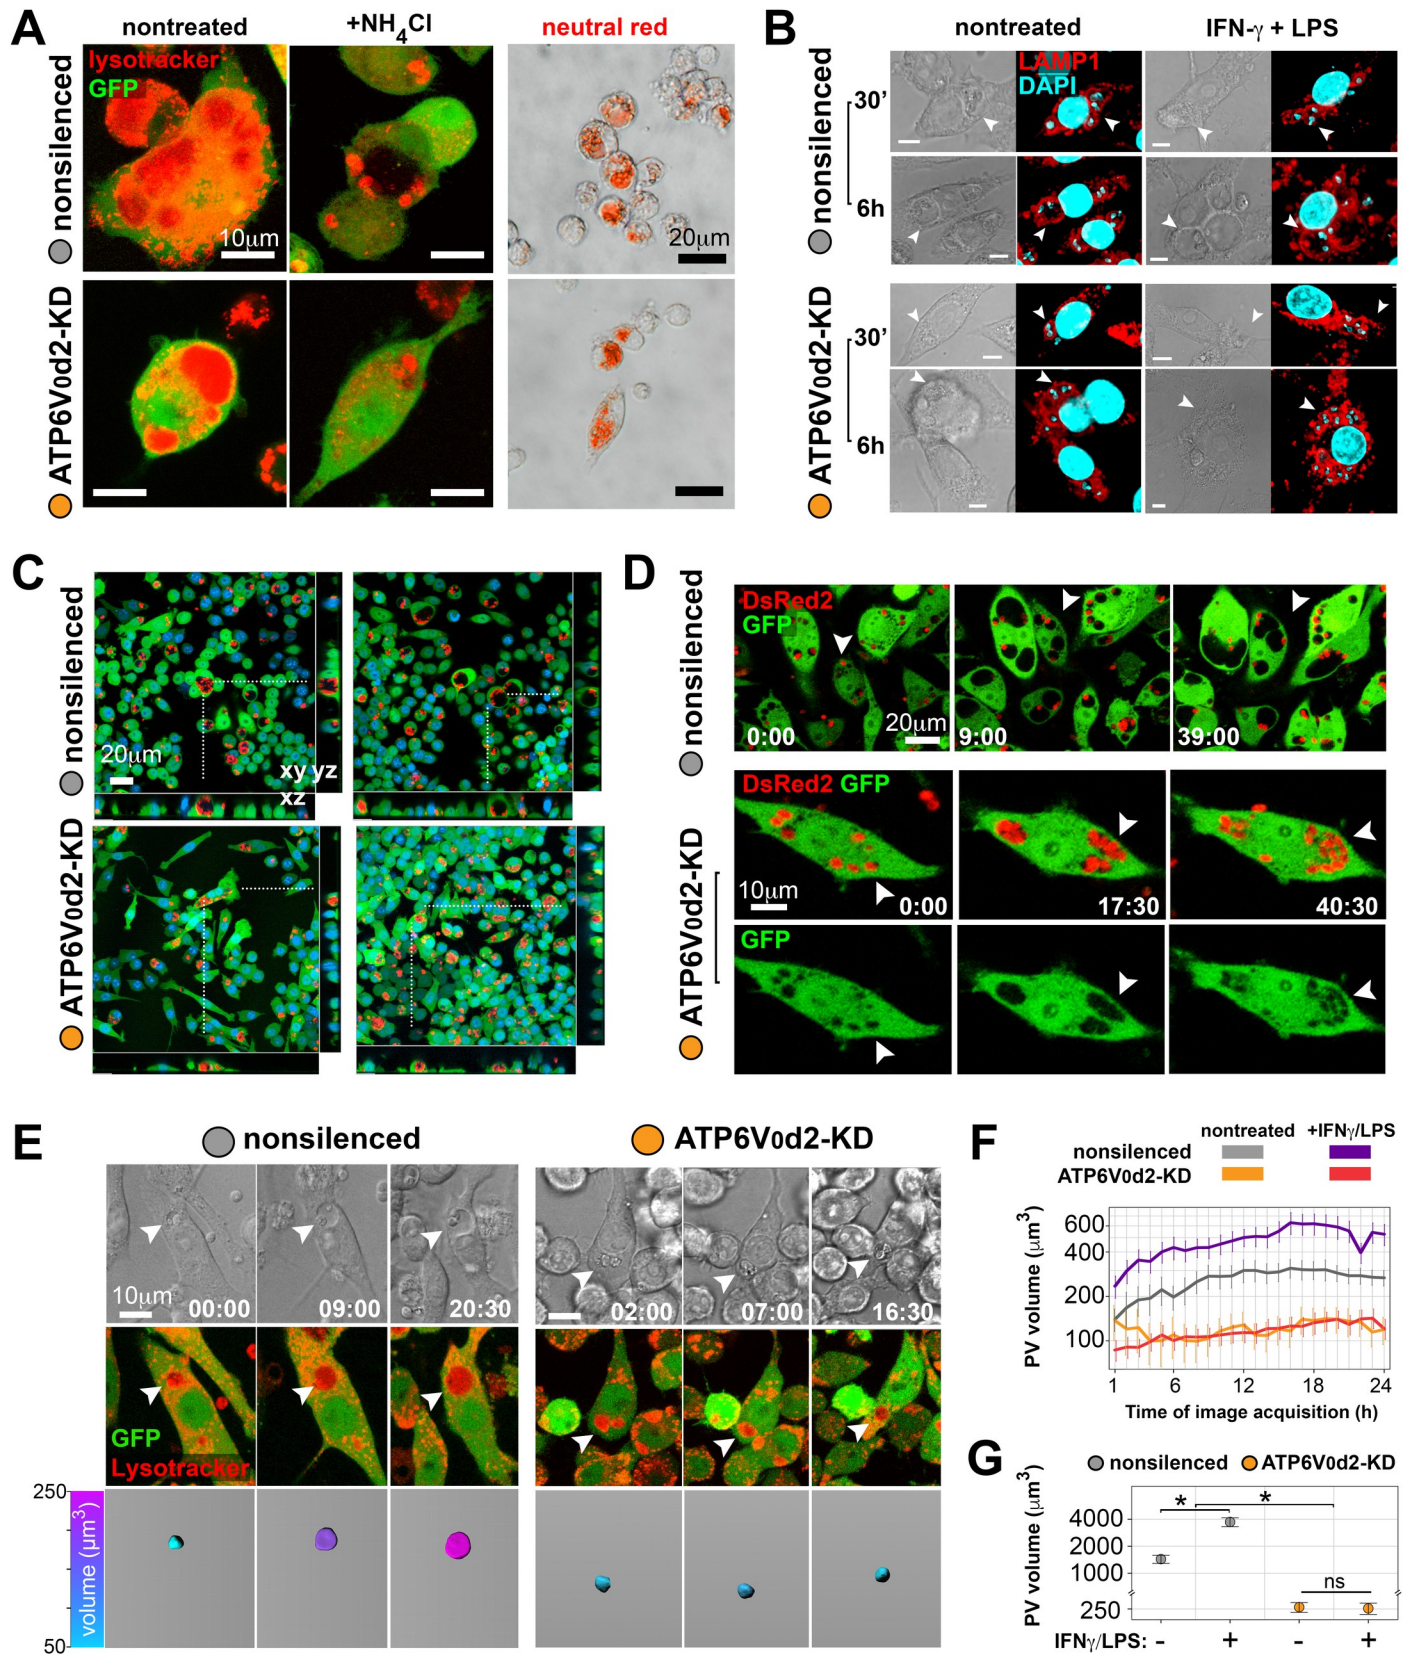 A
nontreated
+NH4Cl
neutral red
nonsilenced
lysotracker
GFP
10μm
20μm
ATP6V0d2-KD
B
nontreated
IFN-γ + LPS
nonsilenced
30’
6h
LAMP1
DAPI
ATP6V0d2-KD
30’
6h
C
nonsilenced
20μm
xy yz
xz
ATP6V0d2-KD
D
nonsilenced
DsRed2
GFP
0:00
20μm
9:00
39:00
ATP6V0d2-KD
DsRed2 GFP
10μm
0:00
17:30
40:30
GFP
E
nonsilenced
ATP6V0d2-KD
10μm
00:00
09:00
20:30
02:00
07:00
16:30
GFP
Lysotracker
250
volume (μm3)
50
F
nontreated +IFNγ/LPS
nonsilenced
ATP6V0d2-KD
PV volume (μm3)
600
400
200
100
1 6 12 18 24
Time of image acquisition (h)
G
nonsilenced ATP6V0d2-KD
PV volume (μm3)
4000
2000
1000
250
* *
ns
IFNγ/LPS: - + - +